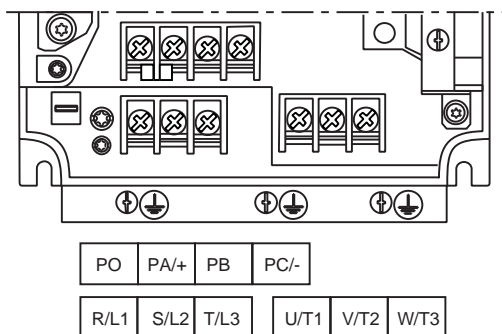 PO PA/+ PB PC/-
R/L1 S/L2 T/L3 U/T1 V/T2 W/T3